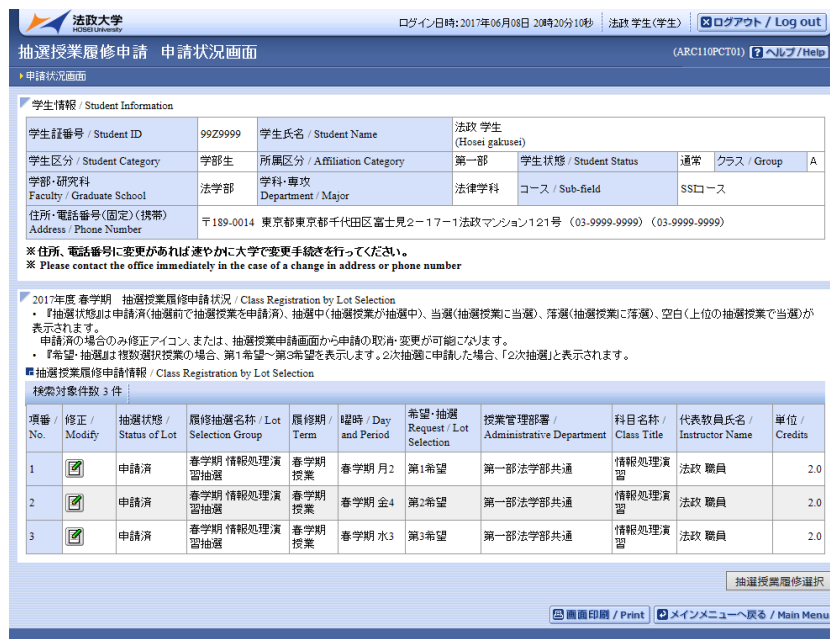 法政大学
HOSEI University
ログイン日時:2017年06月08日 20時20分10秒 法政 学生(学生) ログアウト / Log out
抽選授業履修申請 申請状況画面 (ARC110PCT01) ヘルプ/Help
申請状況画面
学生情報 / Student Information
学生証番号 / Student ID 99Z9999 学生氏名 / Student Name 法政 学生
(Hosei gakusei)
学生区分 / Student Category 学部生 所属区分 / Affiliation Category 第一部 学生状態 / Student Status 通常 クラス / Group A
学部・研究科
Faculty / Graduate School 法学部 学科・専攻
Department / Major 法律学科 コース / Sub-field SSIコース
住所・電話番号(固定)(携帯)
Address / Phone Number 〒189-0014 東京都東京都千代田区富士見2-17-1法政マンション121号 (03-9999-9999) (03-9999-9999)
※住所、電話番号に変更があれば速やかに大学で変更手続きを行ってください。
※ Please contact the office immediately in the case of a change in address or phone number
2017年度 春学期 抽選授業履修申請状況 / Class Registration by Lot Selection
・『抽選状態』は申請済(抽選前で抽選授業を申請済)、抽選中(抽選授業が抽選中)、当選(抽選授業に当選)、落選(抽選授業に落選)、空白(上位の抽選授業で当選)が
表示されます。
申請済の場合のみ修正アイコン、または、抽選授業申請画面から申請の取消・変更が可能になります。
・『希望・抽選』は複数選択授業の場合、第1希望~第3希望を表示します。2次抽選に申請した場合、「2次抽選」と表示されます。
抽選授業履修申請情報 / Class Registration by Lot Selection
検索対象件数 3 件
項番 /
No. 修正 /
Modify 抽選状態 /
Status of Lot 履修抽選名称 / Lot
Selection Group 履修期 /
Term 曜時 / Day
and Period 希望・抽選
Request / Lot
Selection 授業管理部署 /
Administrative Department 科目名称 /
Class Title 代表教員氏名 /
Instructor Name 単位 /
Credits
1 申請済 春学期 情報処理演
習抽選 春学期
授業 春学期 月2 第1希望 第一部法学部共通 情報処理演
習 法政 職員 2.0
2 申請済 春学期 情報処理演
習抽選 春学期
授業 春学期 金4 第2希望 第一部法学部共通 情報処理演
習 法政 職員 2.0
3 申請済 春学期 情報処理演
習抽選 春学期
授業 春学期 水3 第3希望 第一部法学部共通 情報処理演
習 法政 職員 2.0
抽選授業履修選択
画面印刷 / Print メインメニューへ戻る / Main Menu